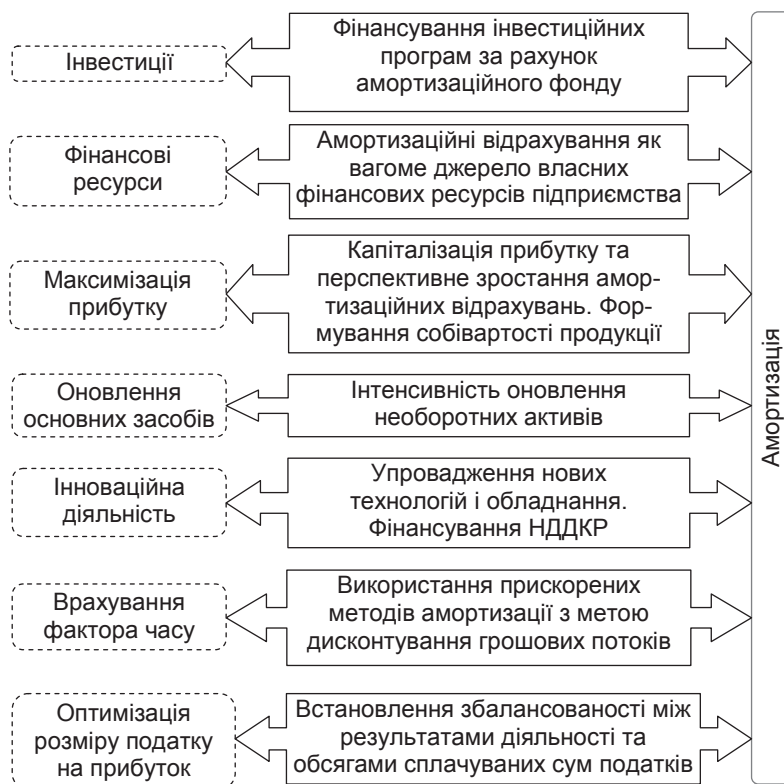 Інвестиції
Фінансування інвестиційних
програм за рахунок
амортизаційного фонду
Фінансові
ресурси
Амортизаційні відрахування як
вагоме джерело власних
фінансових ресурсів підприємства
Максимізація
прибутку
Капіталізація прибутку та
перспективне зростання амор-
тизаційних відрахувань. Фор-
мування собівартості продукції
Оновлення
основних засобів
Інтенсивність оновлення
необоротних активів
Інноваційна
діяльність
Упровадження нових
технологій і обладнання.
Фінансування НДДКР
Врахування
фактора часу
Використання прискорених
методів амортизації з метою
дисконтування грошових потоків
Оптимізація
розміру податку
на прибуток
Встановлення збалансованості між
результатами діяльності та
обсягами сплачуваних сум податків
Амортизація